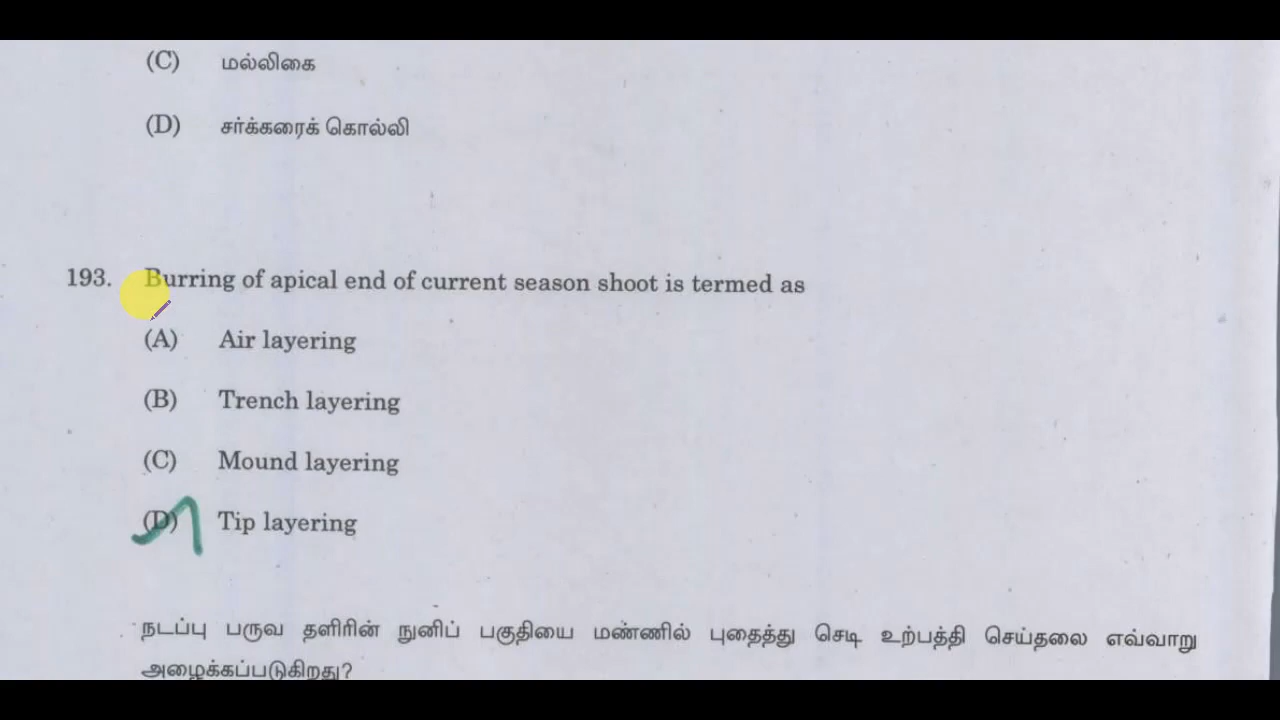 (C) மல்லிகை
(D) சர்க்கரைக் கொல்லி
193. Burring of apical end of current season shoot is termed as
(A) Air layering
(B) Trench layering
(C) Mound layering
(D) Tip layering
நடப்பு பருவ தளிரின் நுனிப் பகுதியை மண்ணில் புதைத்து செடி உற்பத்தி செய்தலை எவ்வாறு
அழைக்கப்படுகிறது?